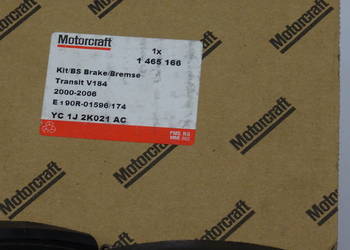 Motorcraft
1x
1 465 166
Kit/BS Brake/Bremse
Transit V184
2000-2006
E190R-01596/174
YC 1J 2K021 AC
Motorcraft
Motorcraft
Motorcraft
Motorcraft
Motorcraft
Motorcraft